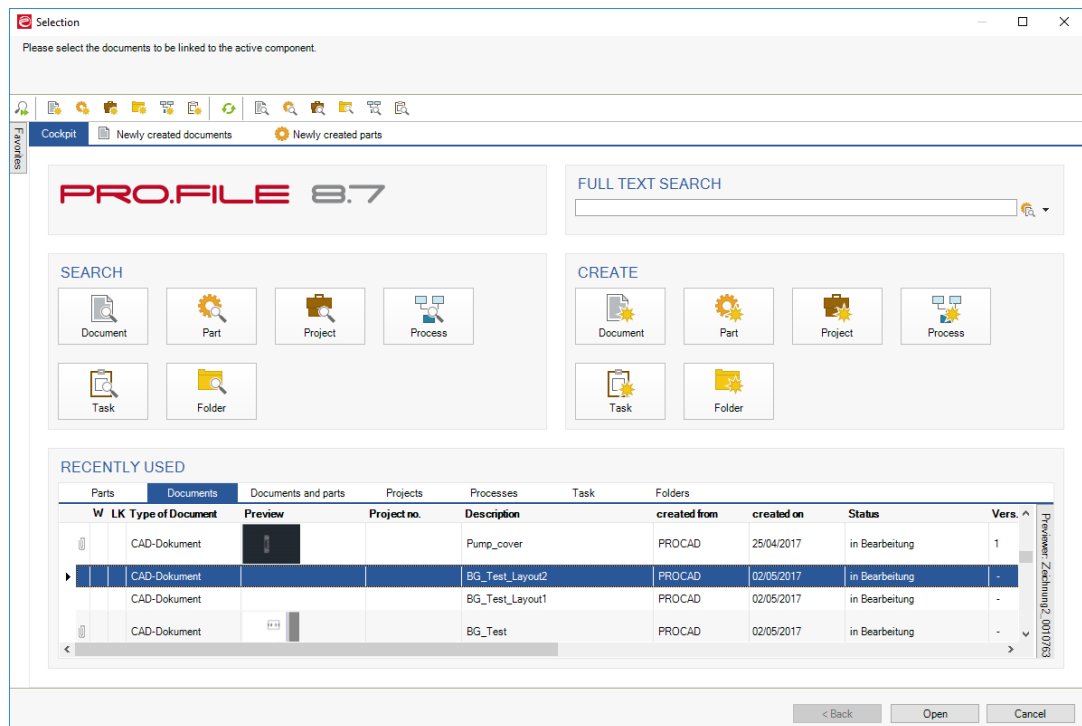 Selection
Please select the documents to be linked to the active component.
Favorites
Cockpit Newly created documents Newly created parts
PRO.FILE 8.7
FULL TEXT SEARCH
SEARCH
Document Part Project Process
Task Folder
CREATE
Document Part Project Process
Task Folder
RECENTLY USED
Parts Documents Documents and parts Projects Processes Task Folders
W LK Type of Document Preview Project no. Description created from created on Status Vers.
CAD-Dokument Pump_cover PROCAD 25/04/2017 in Bearbeitung 1
CAD-Dokument BG_Test_Layout2 PROCAD 02/05/2017 in Bearbeitung -
CAD-Dokument BG_Test_Layout1 PROCAD 02/05/2017 in Bearbeitung -
CAD-Dokument BG_Test PROCAD 02/05/2017 in Bearbeitung -
Previewer: Zeichnung2_0010763
< Back Open Cancel